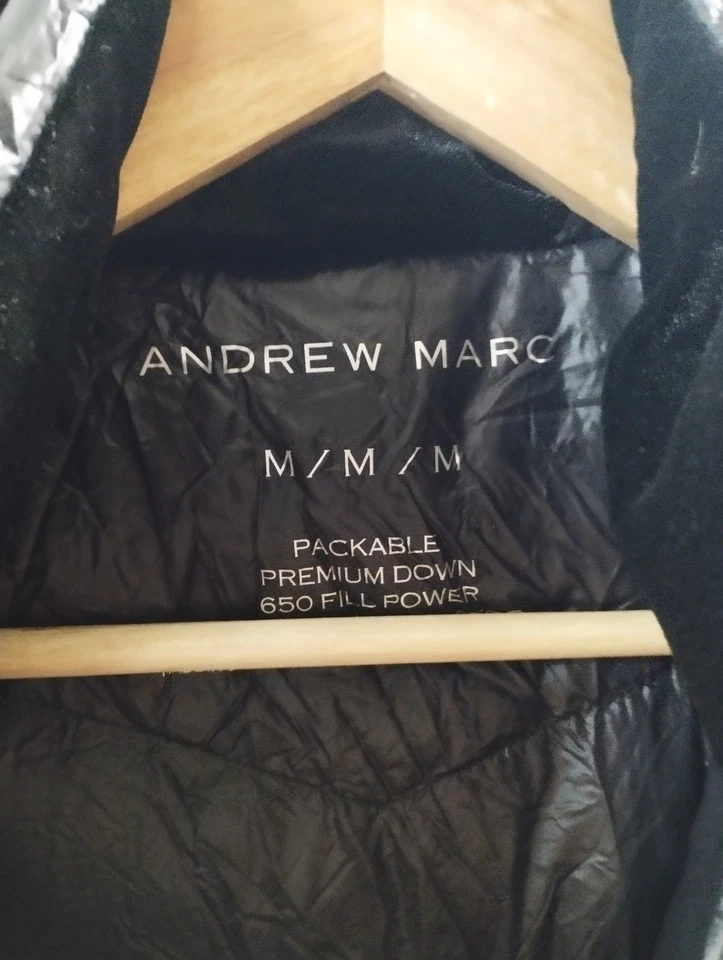 ANDREW MARC
M / M / M
PACKABLE
PREMIUM DOWN
650 FILL POWER